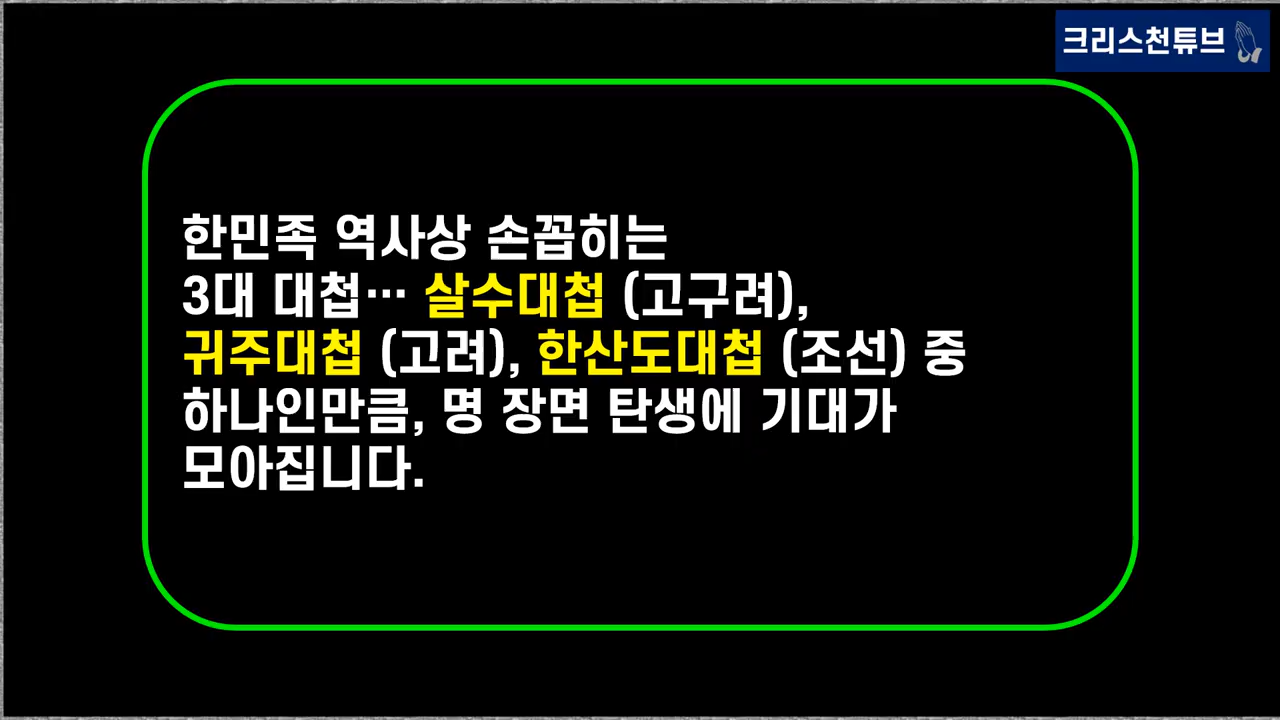 크리스천튜브
한민족 역사상 손꼽히는
3대 대첩… 살수대첩 (고구려),
귀주대첩 (고려), 한산도대첩 (조선) 중
하나인만큼, 명 장면 탄생에 기대가
모아집니다.